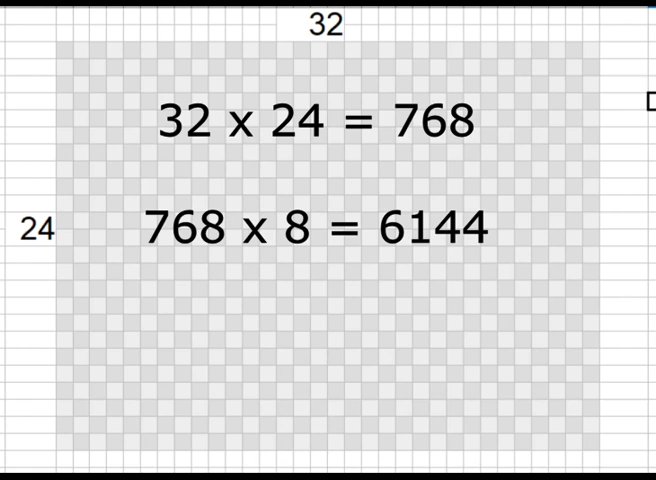 32
32 x 24 = 768
24
768 x 8 = 6144